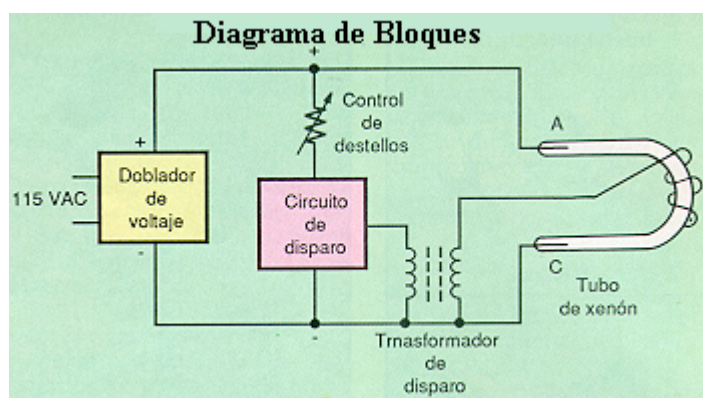 Diagrama de Bloques
+
Control
de
destellos
A
+
Doblador
de
voltaje
115 VAC
-
Circuito
de
disparo
C
Tubo
de xenón
-
Trnasformador
de
disparo